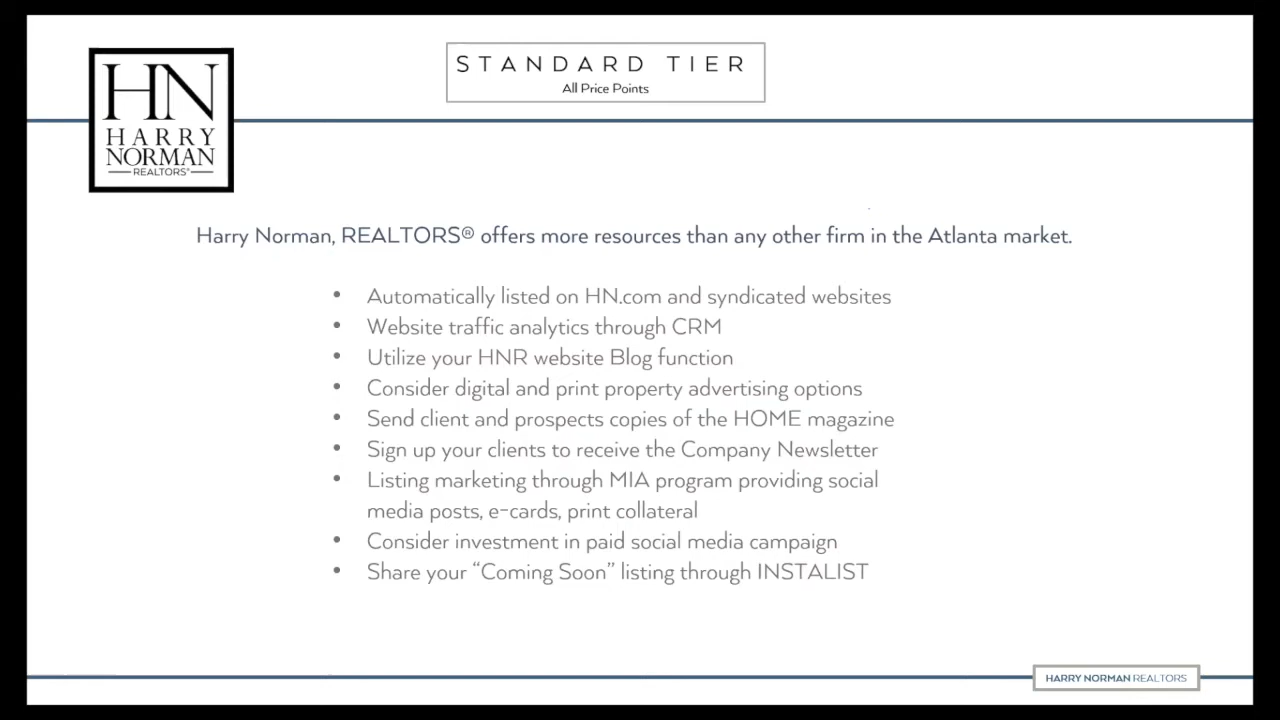 HN
HARRY
NORMAN
REALTORS®
STANDARD TIER
All Price Points
Harry Norman, REALTORS® offers more resources than any other firm in the Atlanta market.
• Automatically listed on HN.com and syndicated websites
• Website traffic analytics through CRM
• Utilize your HNR website Blog function
• Consider digital and print property advertising options
• Send client and prospects copies of the HOME magazine
• Sign up your clients to receive the Company Newsletter
• Listing marketing through MIA program providing social
media posts, e-cards, print collateral
• Consider investment in paid social media campaign
• Share your “Coming Soon” listing through INSTALIST
HARRY NORMAN REALTORS